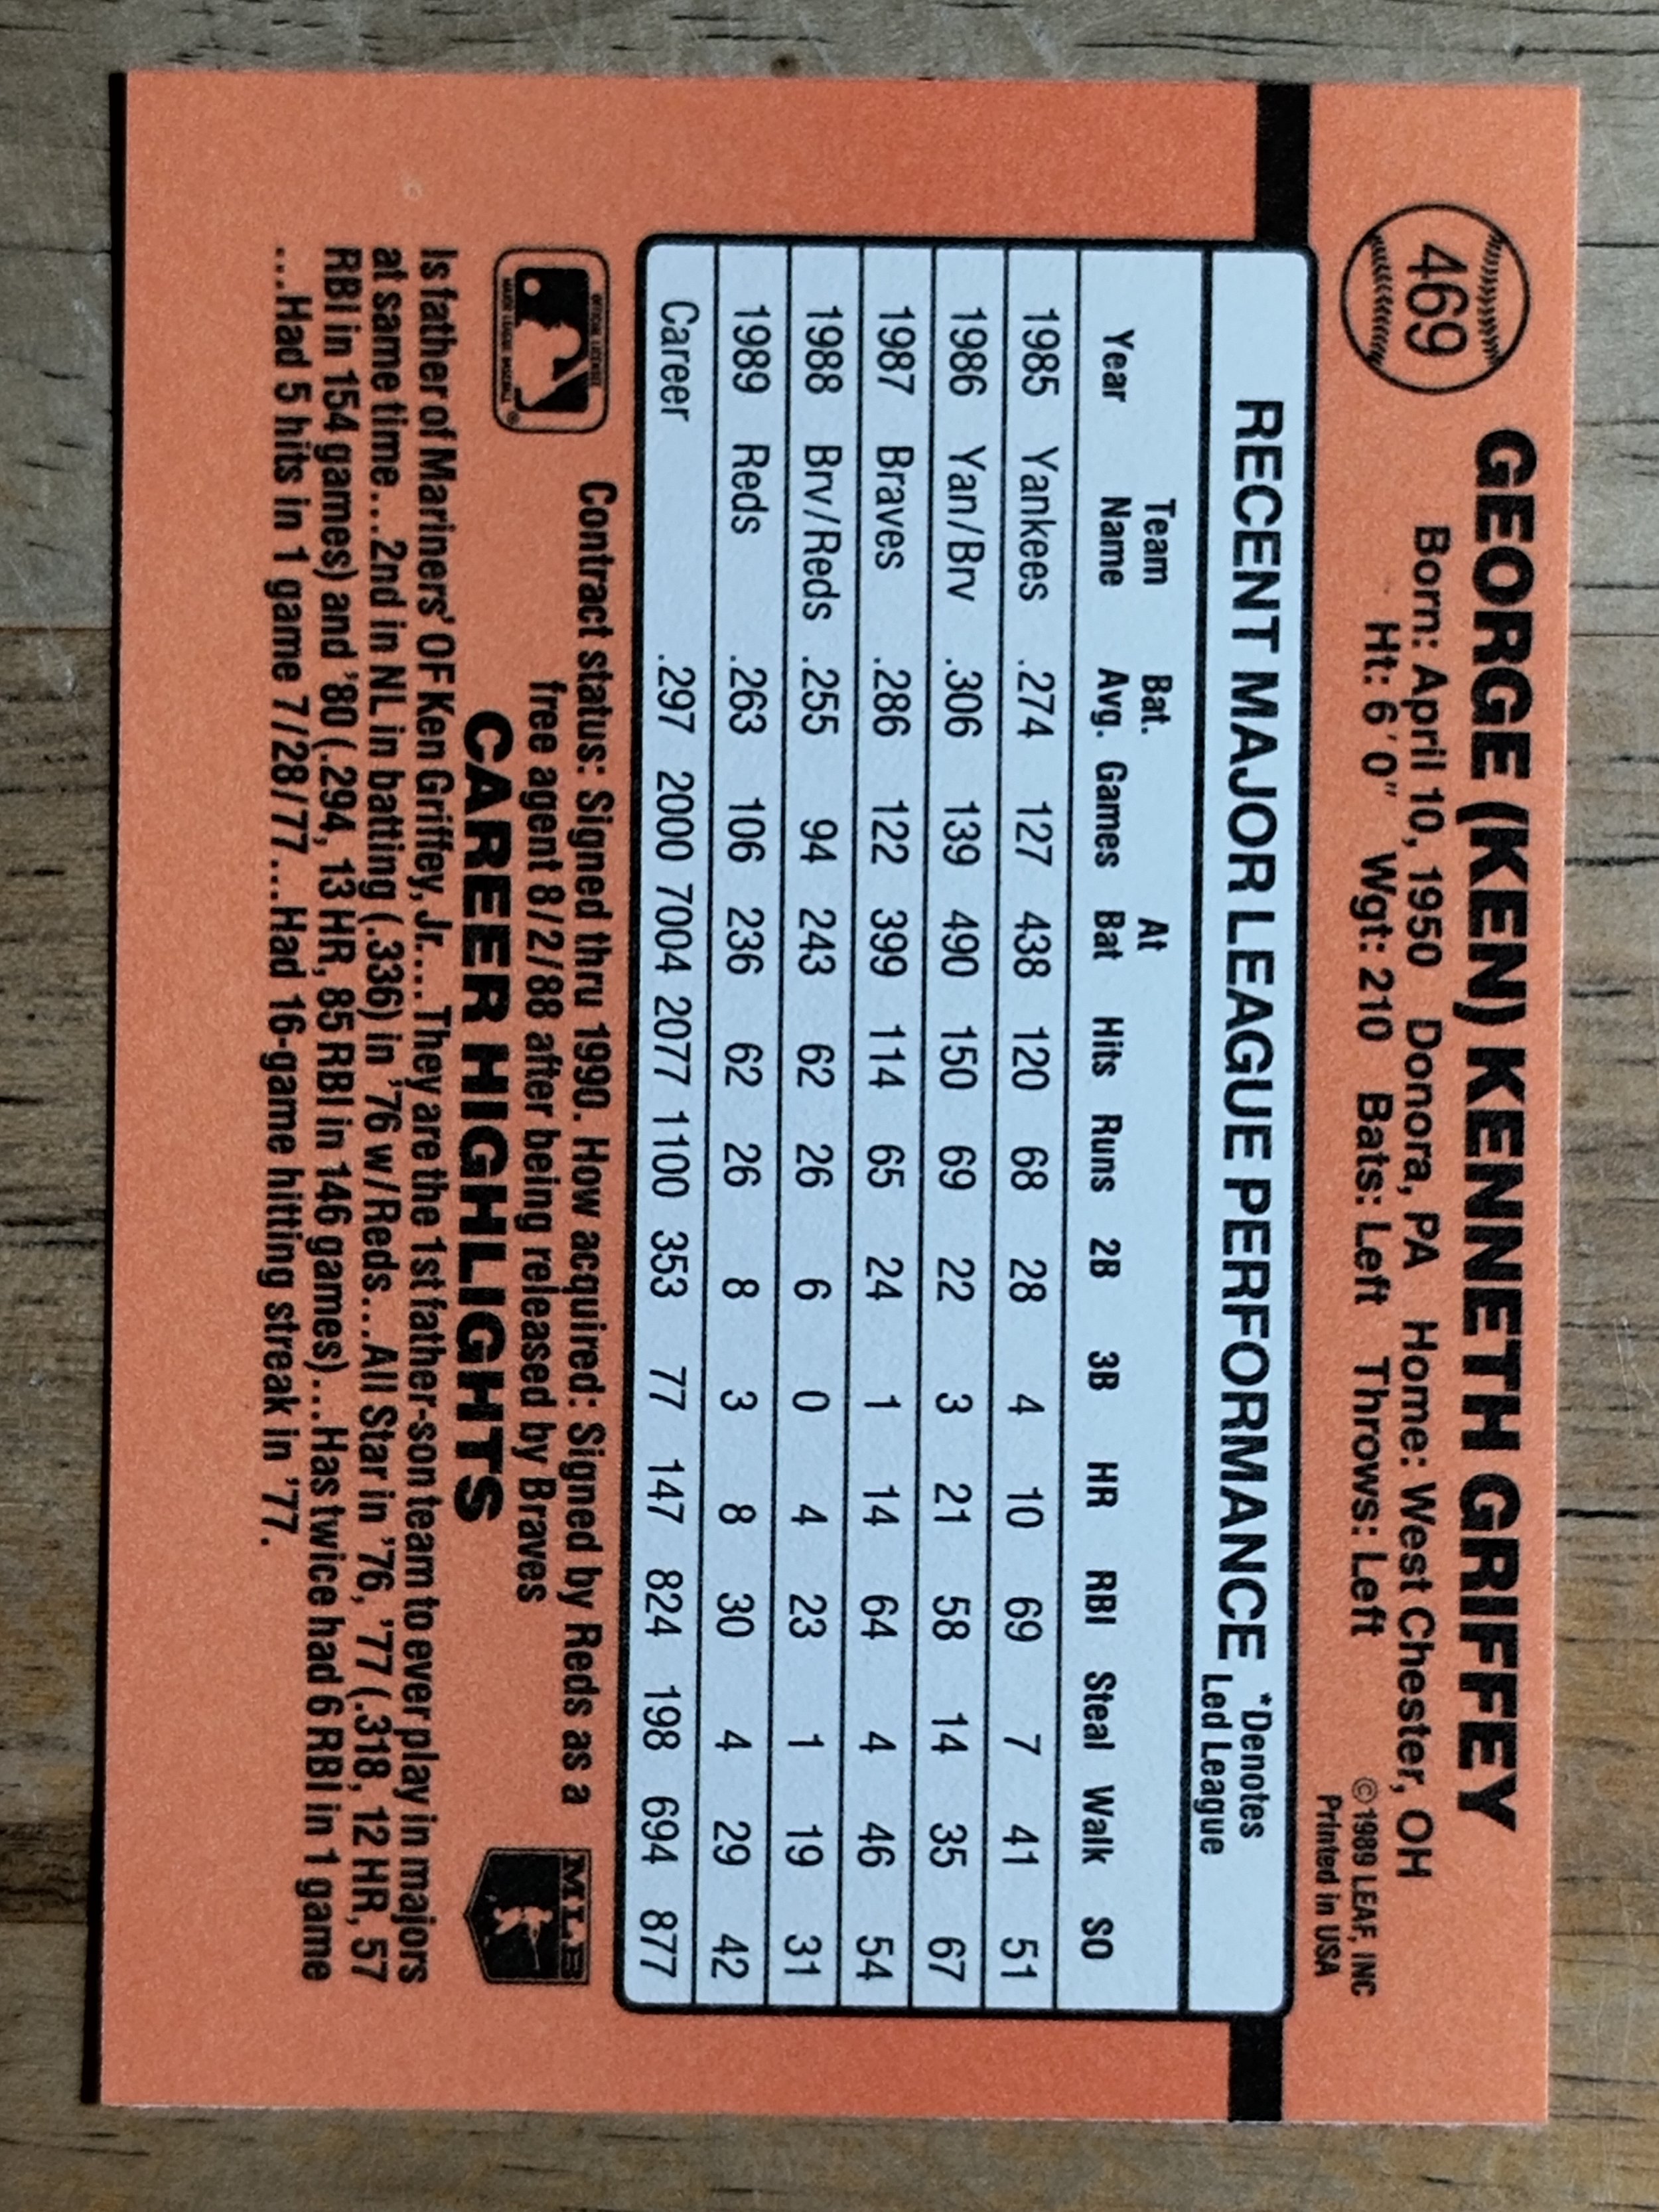 469
GEORGE (KEN) KENNETH GRIFFEY
Born: April 10, 1950 Donora, PA Home: West Chester, OH
Ht: 6'0" Wgt: 210 Bats: Left Throws: Left
©1989 LEAF, INC
Printed in USA
RECENT MAJOR LEAGUE PERFORMANCE *Denotes Led League
Year Team Name Bat. Avg. Games At Bat Hits Runs 2B 3B HR RBI Steal Walk SO
1985 Yankees .274 127 438 120 68 28 4 10 69 7 41 51
1986 Yan/Brv .306 139 490 150 69 22 3 21 58 14 35 67
1987 Braves .286 122 399 114 65 24 1 14 64 4 46 54
1988 Brv/Reds .255 94 243 62 26 6 0 4 23 1 19 31
1989 Reds .263 106 236 62 26 8 3 8 30 4 29 42
Career .297 2000 7004 2077 1100 353 77 147 824 198 694 877
OFFICIAL LICENSEE
MAJOR LEAGUE BASEBALL ®
Contract status: Signed thru 1990. How acquired: Signed by Reds as a
free agent 8/2/88 after being released by Braves
MLB
CAREER HIGHLIGHTS
Is father of Mariners' OF Ken Griffey, Jr.... They are the 1st father-son team to ever play in majors
at same time...2nd in NL in batting (.336) in '76 w/Reds...All Star in '76, '77 (.318, 12 HR, 57
RBI in 154 games) and '80 (.294, 13 HR, 85 RBI in 146 games)...Has twice had 6 RBI in 1 game
...Had 5 hits in 1 game 7/28/77...Had 16-game hitting streak in '77.